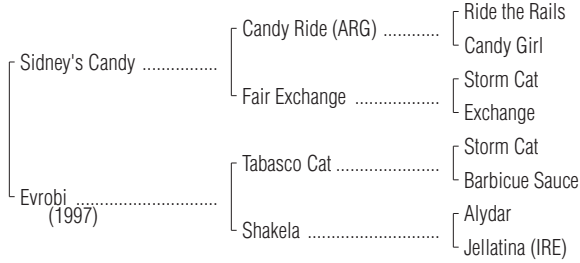 Ride the Rails
Candy Ride (ARG) ............
Candy Girl
Sidney's Candy ................
Storm Cat
Fair Exchange ..................
Exchange
Storm Cat
Tabasco Cat ......................
Barbicue Sauce
Evrobi ..............................
(1997)
Alydar
Shakela ............................
Jellatina (IRE)